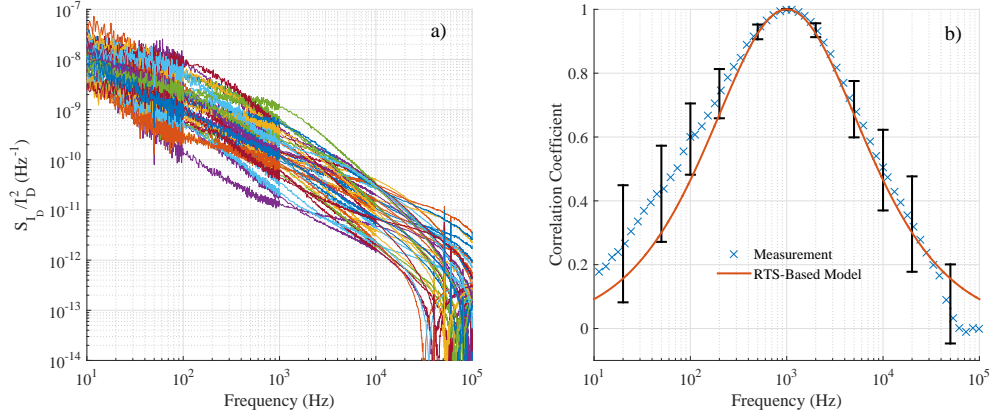 a)
10^-7
10^-8
10^-9
10^-10
10^-11
10^-12
10^-13
10^-14
S_{I_D}/I_D^2 (Hz^-1)
10^1 10^2 10^3 10^4 10^5
Frequency (Hz)
b)
1
0.8
0.6
0.4
0.2
0
Correlation Coefficient
Measurement
RTS-Based Model
10^1 10^2 10^3 10^4 10^5
Frequency (Hz)